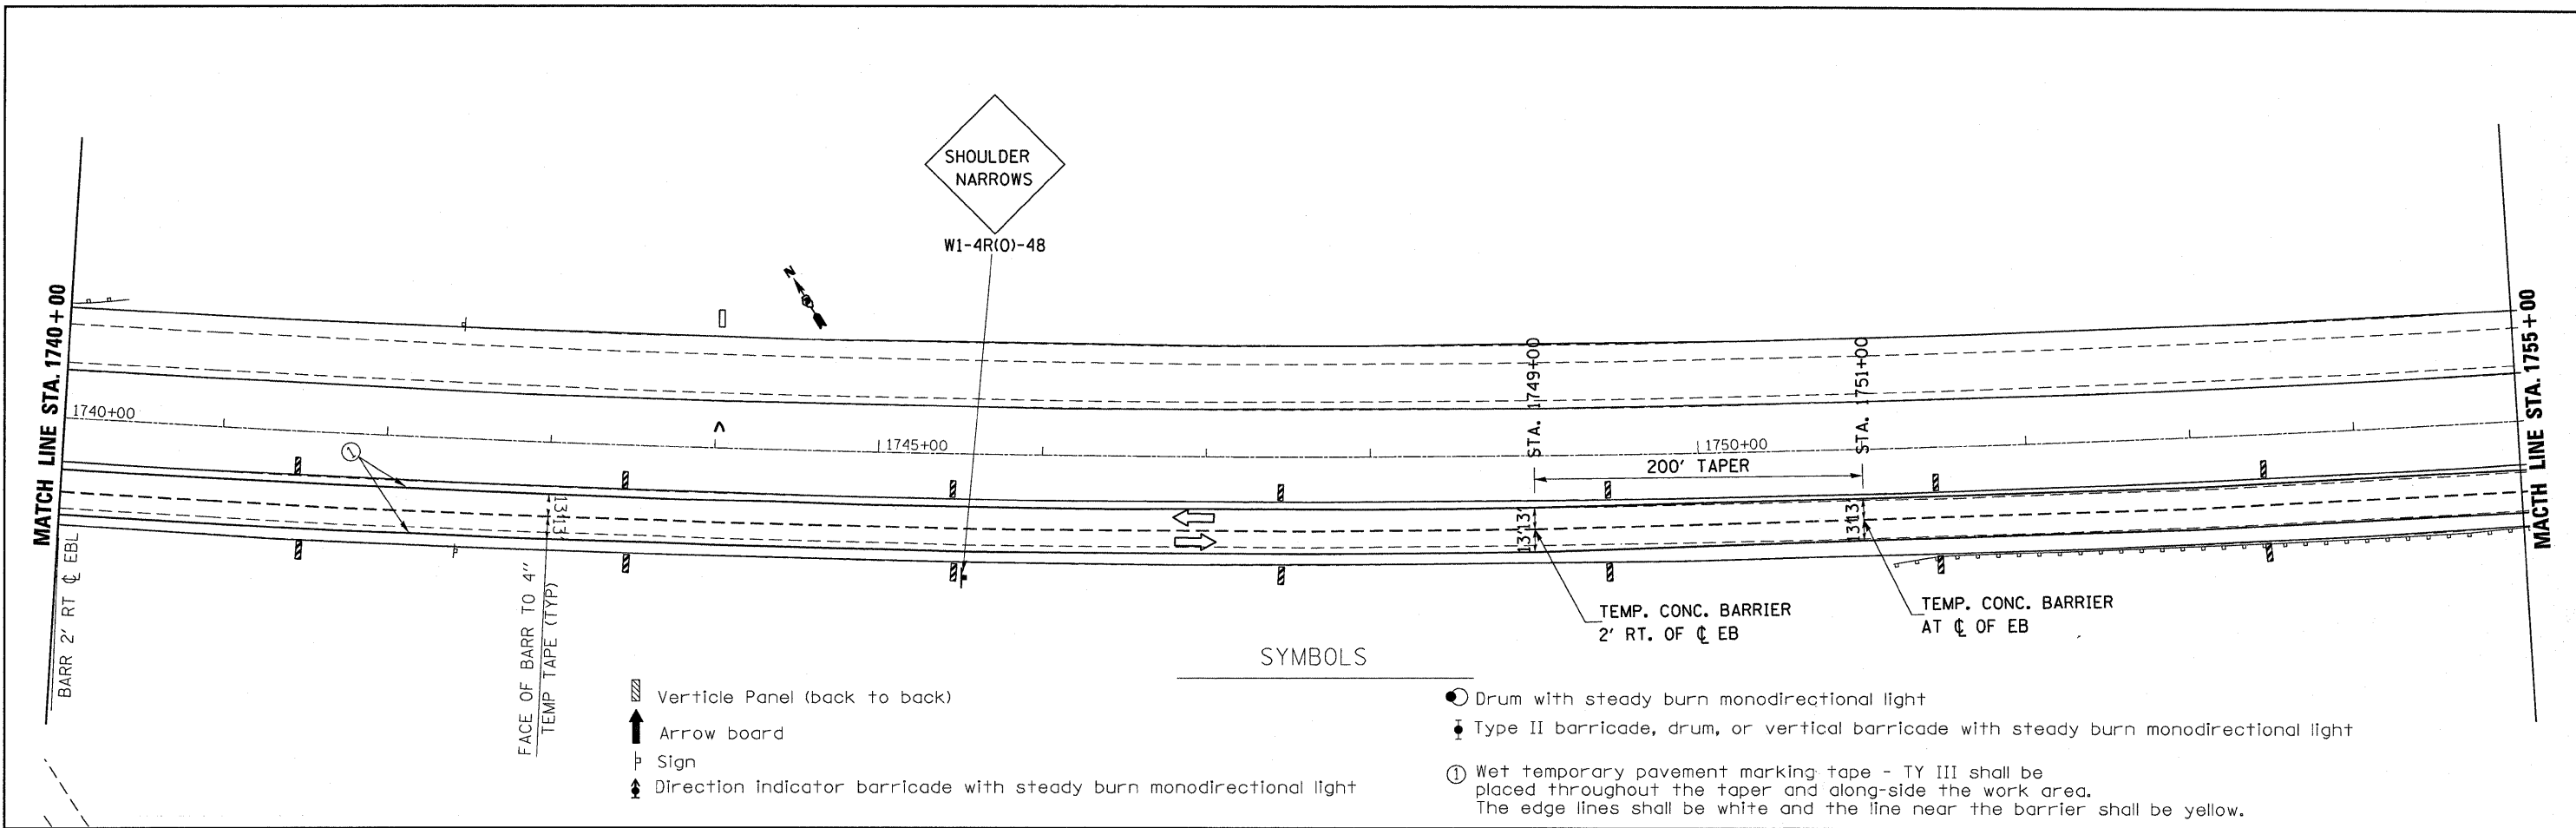 SHOULDER
NARROWS
W1-4R(O)-48
N
MATCH LINE STA. 1740+00
MACTH LINE STA. 1755+00
STA. 1749+00
STA. 1751+00
1740+00
1745+00
1750+00
200' TAPER
1
13'
13'
13'
13'
13'
13'
BARR 2' RT ℄ EBL
FACE OF BARR TO 4"
TEMP TAPE (TYP)
TEMP. CONC. BARRIER
2' RT. OF ℄ EB
TEMP. CONC. BARRIER
AT ℄ OF EB
SYMBOLS
Verticle Panel (back to back)
Arrow board
Sign
Direction indicator barricade with steady burn monodirectional light
Drum with steady burn monodirectional light
Type II barricade, drum, or vertical barricade with steady burn monodirectional light
1 Wet temporary pavement marking tape - TY III shall be
placed throughout the taper and along-side the work area.
The edge lines shall be white and the line near the barrier shall be yellow.